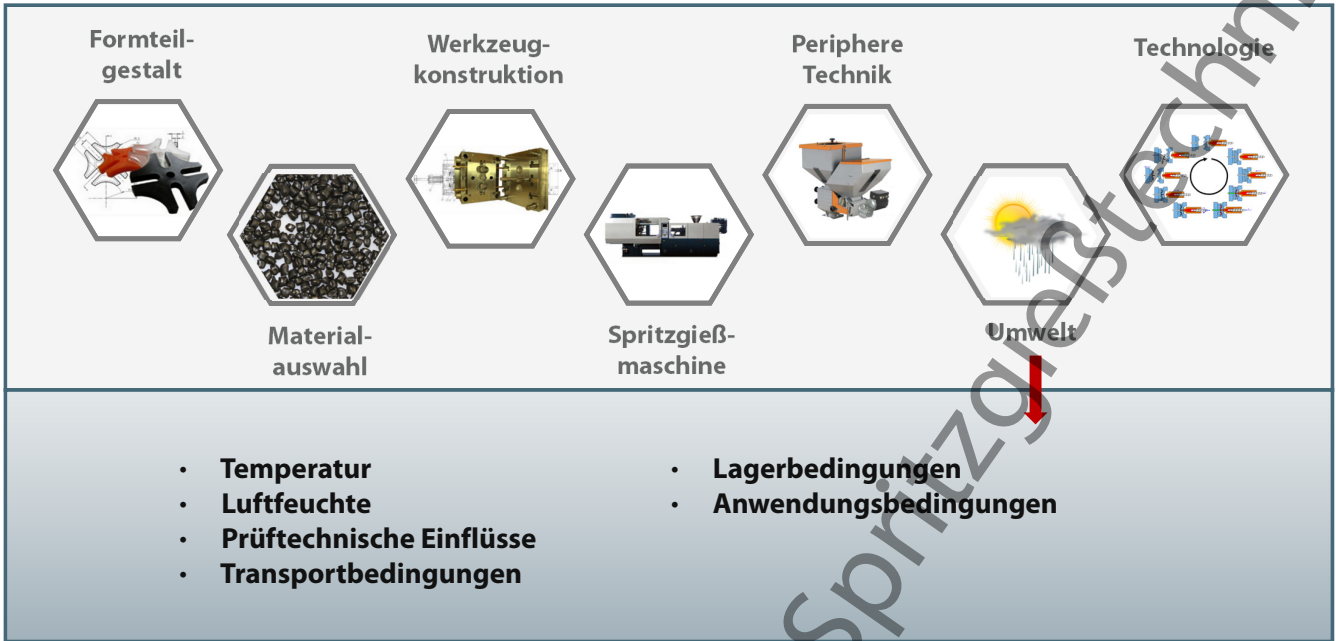 Formteil-
gestalt
Werkzeug-
konstruktion
Periphere
Technik
Technologie
Material-
auswahl
Spritzgieß-
maschine
Umwelt
• Temperatur
• Luftfeuchte
• Prüftechnische Einflüsse
• Transportbedingungen
• Lagerbedingungen
• Anwendungsbedingungen